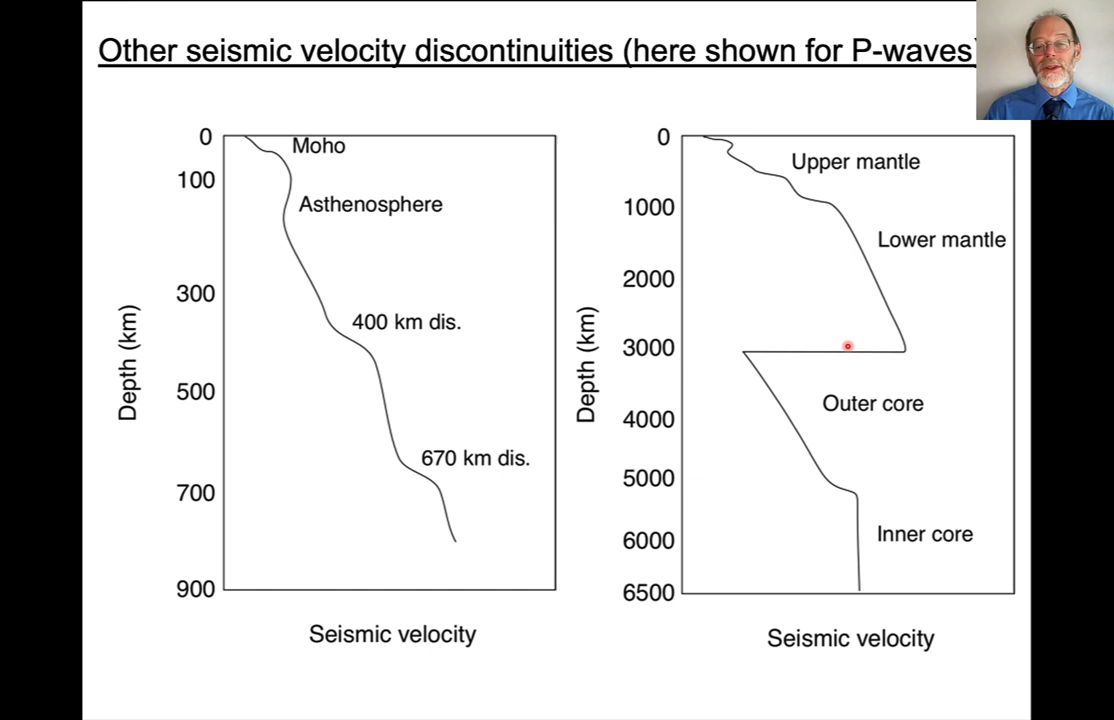 Other seismic velocity discontinuities (here shown for P-waves)
0
Moho
100
Asthenosphere
300
400 km dis.
500
670 km dis.
700
900
Depth (km)
Seismic velocity
0
Upper mantle
1000
Lower mantle
2000
3000
Outer core
4000
5000
Inner core
6000
6500
Depth (km)
Seismic velocity